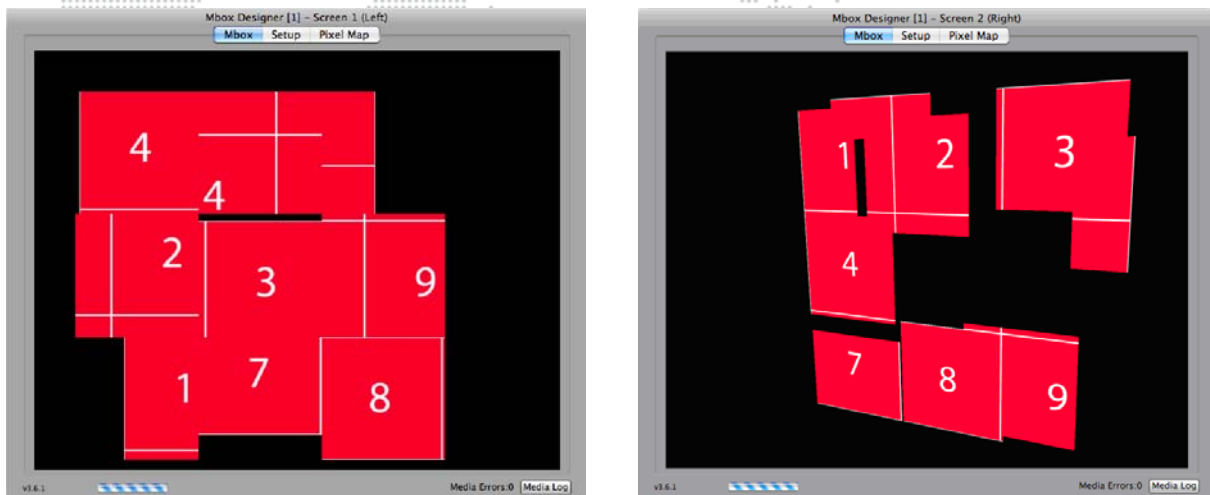 Mbox Designer [1] – Screen 1 (Left)
Mbox Setup Pixel Map
4
4
2
3
9
1
7
8
v3.6.1 Media Errors:0 Media Log
Mbox Designer [1] – Screen 2 (Right)
Mbox Setup Pixel Map
1
2
3
4
7
8
9
v3.6.1 Media Errors:0 Media Log